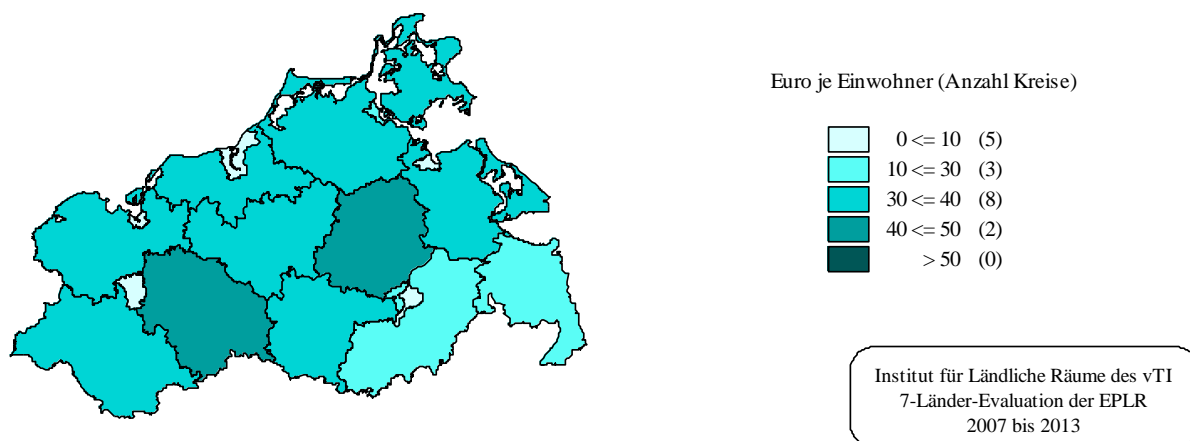 Euro je Einwohner (Anzahl Kreise)
0 <= 10 (5)
10 <= 30 (3)
30 <= 40 (8)
40 <= 50 (2)
> 50 (0)
Institut für Ländliche Räume des vTI
7-Länder-Evaluation der EPLR
2007 bis 2013